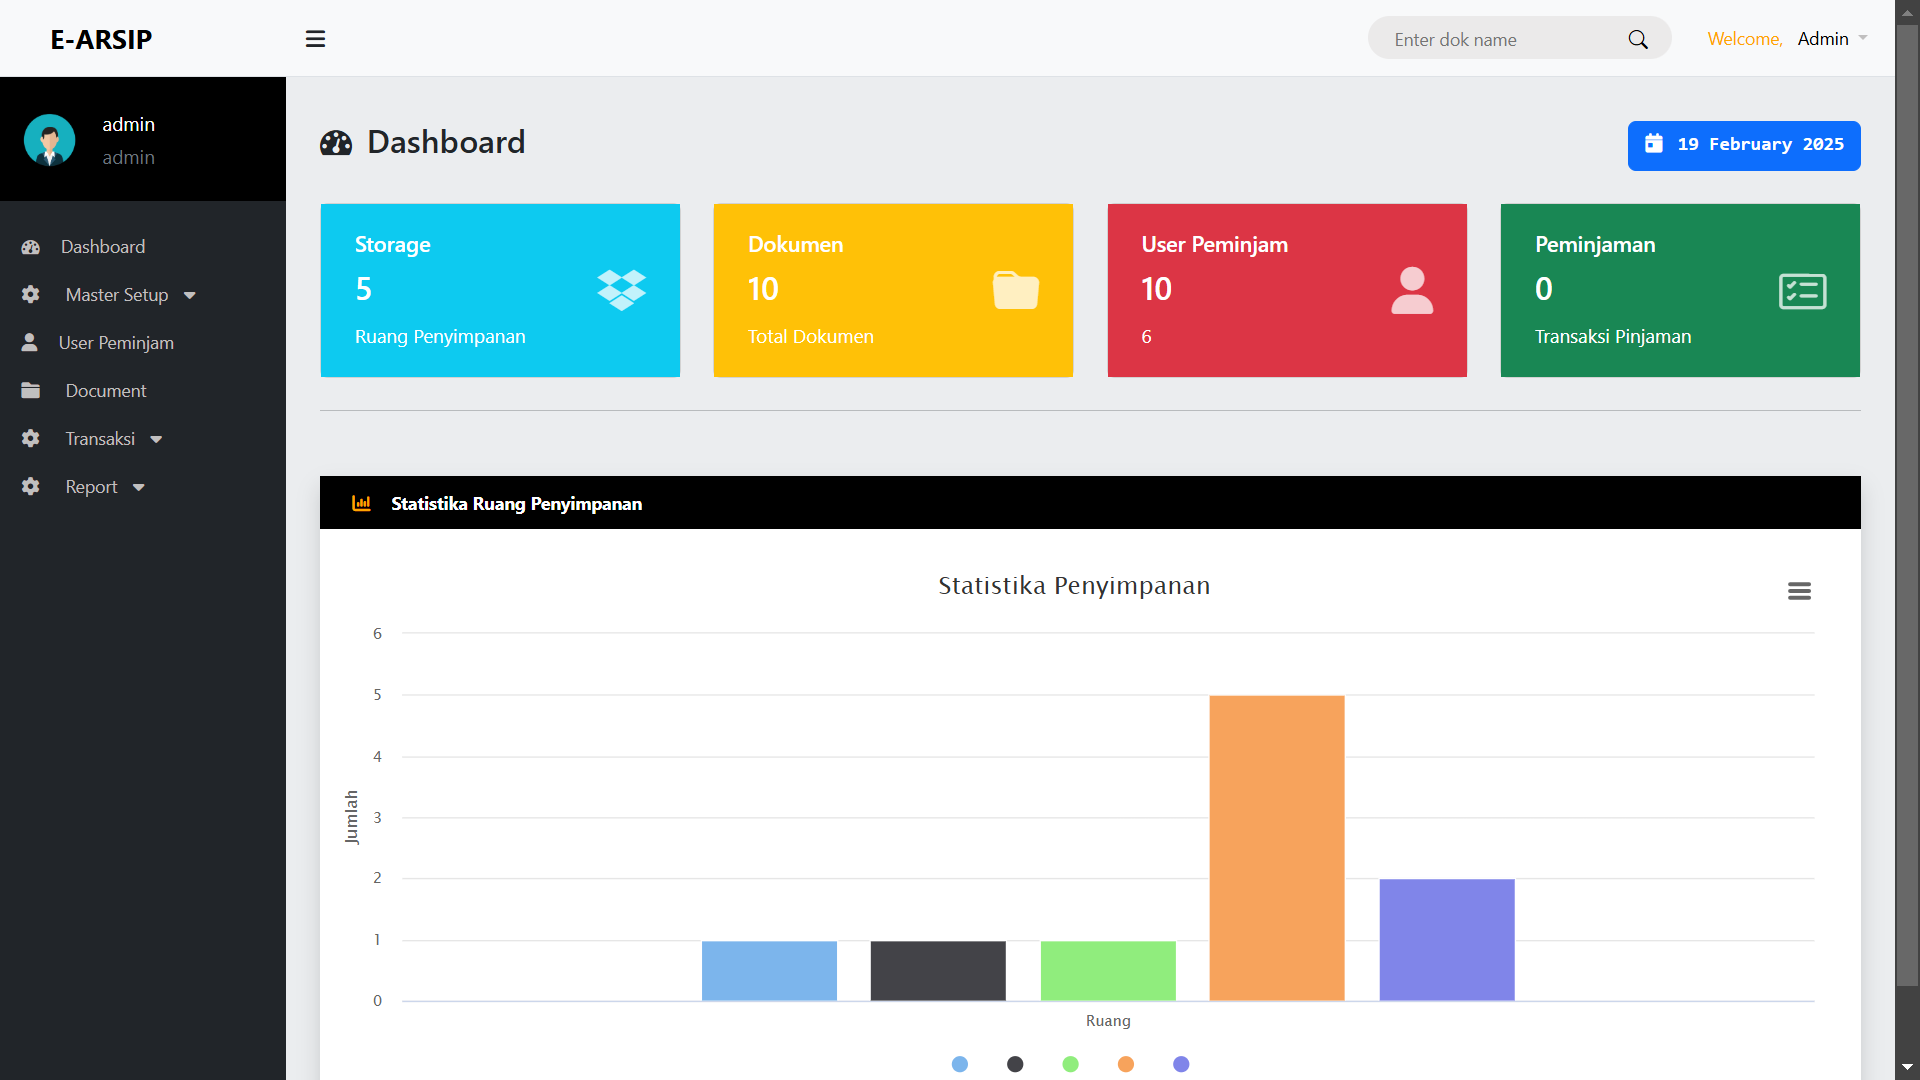 E-ARSIP
Enter dok name
Welcome, Admin
admin
admin
Dashboard
Master Setup
User Peminjam
Document
Transaksi
Report
Dashboard
19 February 2025
Storage
5
Ruang Penyimpanan
Dokumen
10
Total Dokumen
User Peminjam
10
6
Peminjaman
0
Transaksi Pinjaman
Statistika Ruang Penyimpanan
Statistika Penyimpanan
Jumlah
6
5
4
3
2
1
0
Ruang